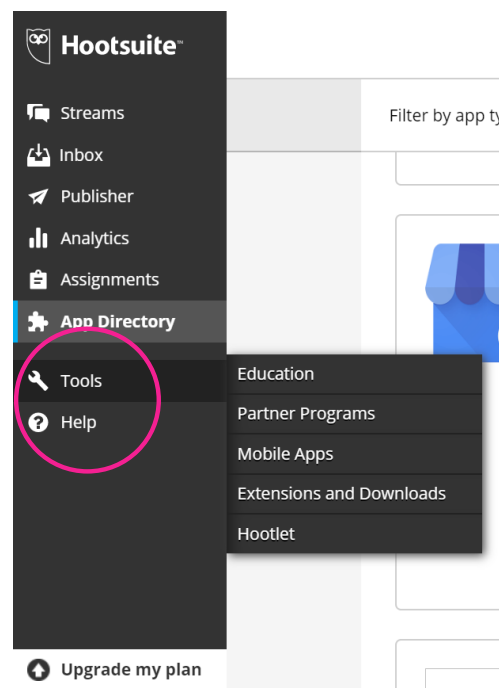 Hootsuite™
Streams
Filter by app ty
Inbox
Publisher
Analytics
Assignments
App Directory
Tools
Help
Education
Partner Programs
Mobile Apps
Extensions and Downloads
Hootlet
Upgrade my plan